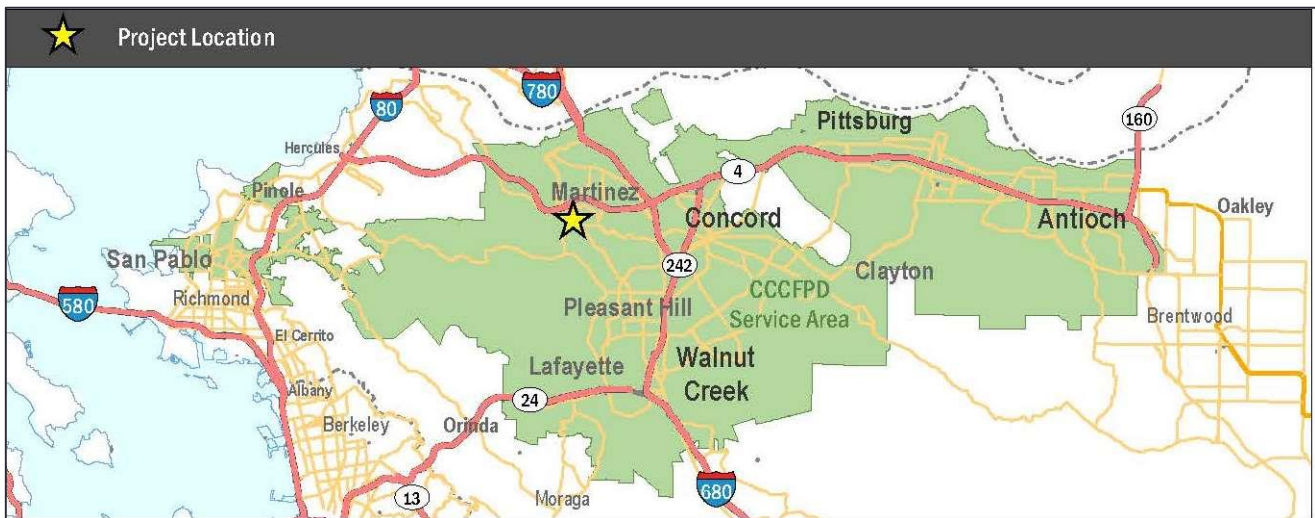 Project Location
780
80
160
Pittsburg
Hercules
4
Martinez
Pinole
Oakley
Concord
Antioch
San Pablo
242
Clayton
Richmond
580
Pleasant Hill
CCCFPD
Service Area
Brentwood
El Cerrito
Lafayette
Walnut
Creek
Albany
24
Berkeley
Orinda
680
13
Moraga